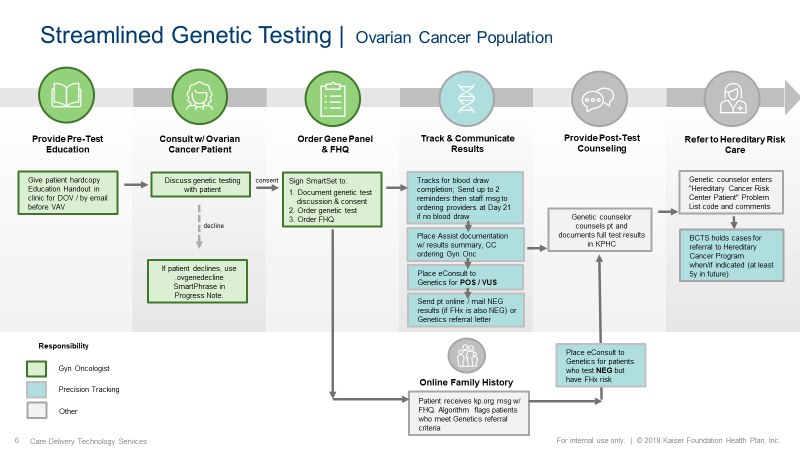 Streamlined Genetic Testing | Ovarian Cancer Population
Provide Pre-Test
Education
Consult w/ Ovarian
Cancer Patient
Order Gene Panel
& FHQ
Track & Communicate
Results
Provide Post-Test
Counseling
Refer to Hereditary Risk
Care
Give patient hardcopy
Education Handout in
clinic for DOV / by email
before VAV
Discuss genetic testing
with patient
consent
decline
If patient declines, use
.ovgenedecline
SmartPhrase in
Progress Note.
Sign SmartSet to:
1. Document genetic test
discussion & consent
2. Order genetic test
3. Order FHQ
Tracks for blood draw
completion; Send up to 2
reminders then staff msg to
ordering providers at Day 21
if no blood draw
Place Assist documentation
w/ results summary, CC
ordering Gyn Onc
Place eConsult to
Genetics for POS / VUS
Send pt online / mail NEG
results (if FHx is also NEG) or
Genetics referral letter
Genetic counselor
counsels pt and
documents full test results
in KPHC
Genetic counselor enters
"Hereditary Cancer Risk
Center Patient" Problem
List code and comments
BCTS holds cases for
referral to Hereditary
Cancer Program
when/if indicated (at least
5y in future)
Online Family History
Patient receives kp.org msg w/
FHQ. Algorithm flags patients
who meet Genetics referral
criteria
Place eConsult to
Genetics for patients
who test NEG but
have FHx risk
Responsibility
Gyn Oncologist
Precision Tracking
Other
6 Care Delivery Technology Services
For internal use only. | © 2018 Kaiser Foundation Health Plan, Inc.